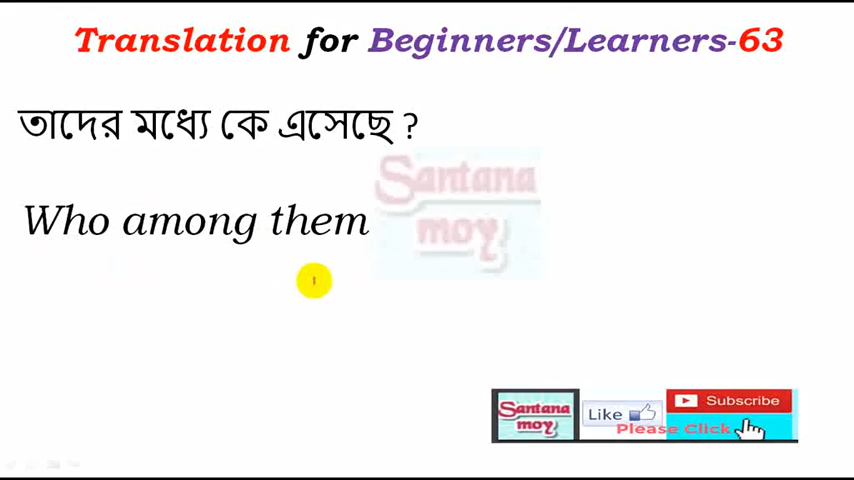 Translation for Beginners/Learners-63
তাদের মধ্যে কে এসেছে ?
Santana
moy
Who among them
Santana
moy
Like
Subscribe
Please Click